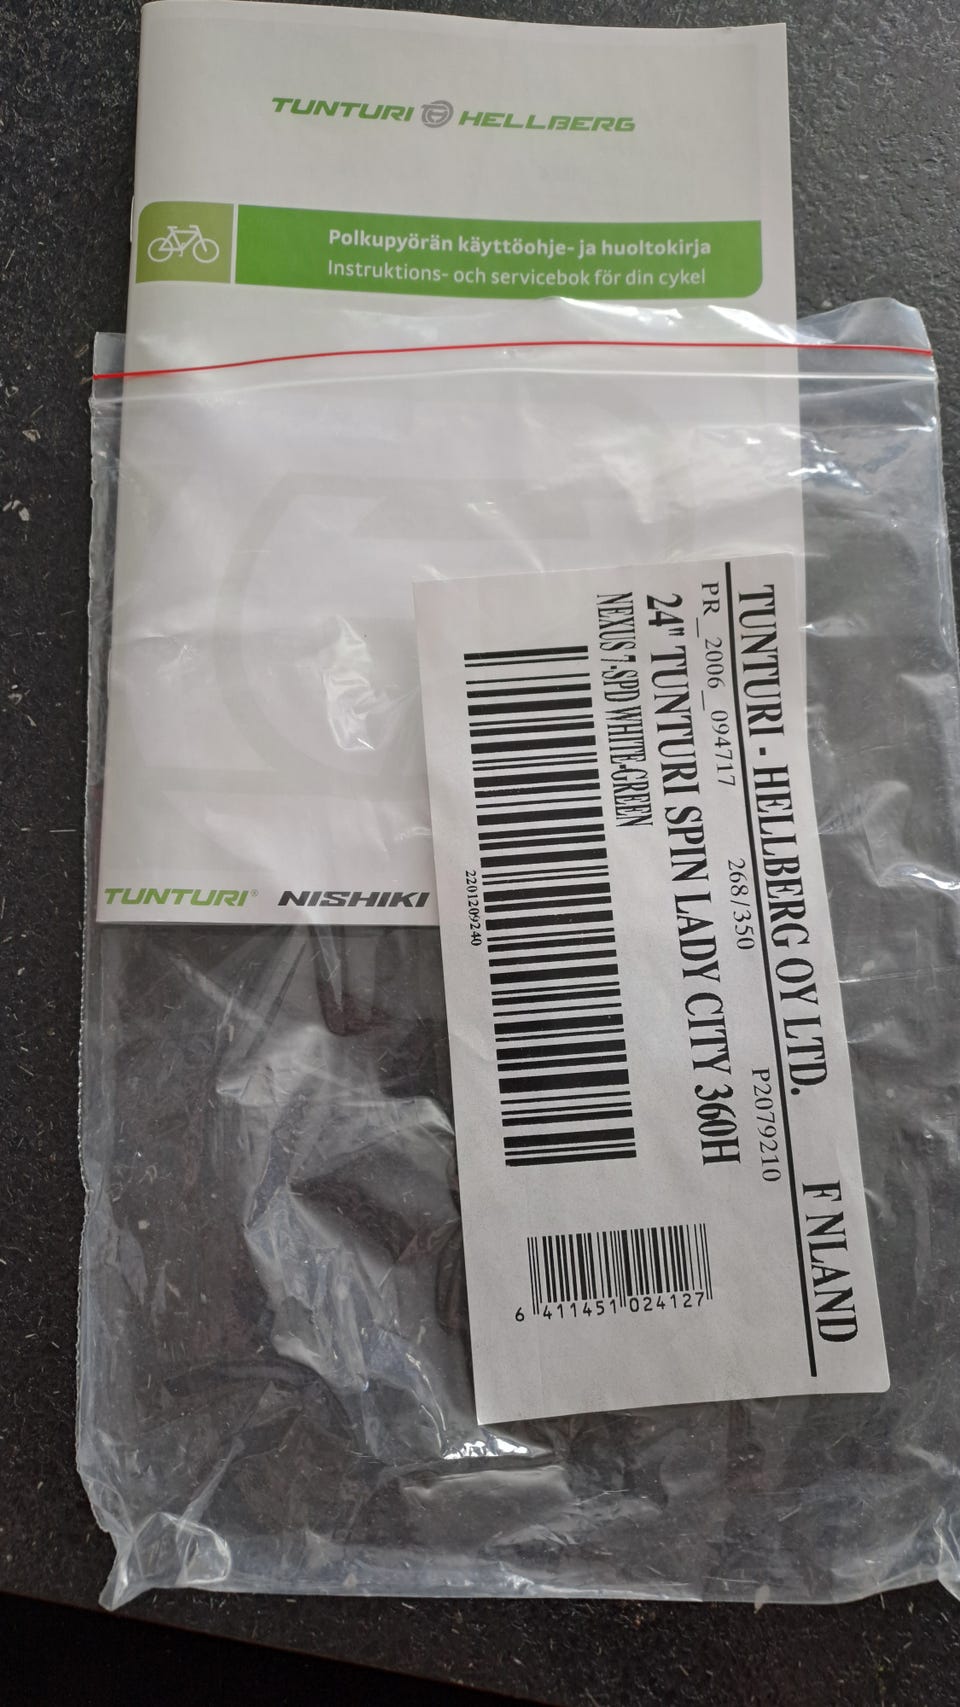 TUNTURI HELLBERG
Polkupyörän käyttöohje- ja huoltokirja
Instruktions- och servicebok för din cykel
TUNTURI® NISHIKI
TUNTURI - HELLBERG OY LTD. F NLAND
PR_2006_094717 268/350 P2079210
24" TUNTURI SPIN LADY CITY 360H
NEXUS 7-SPD WHITE-GREEN
2201209240
6 411451 024127